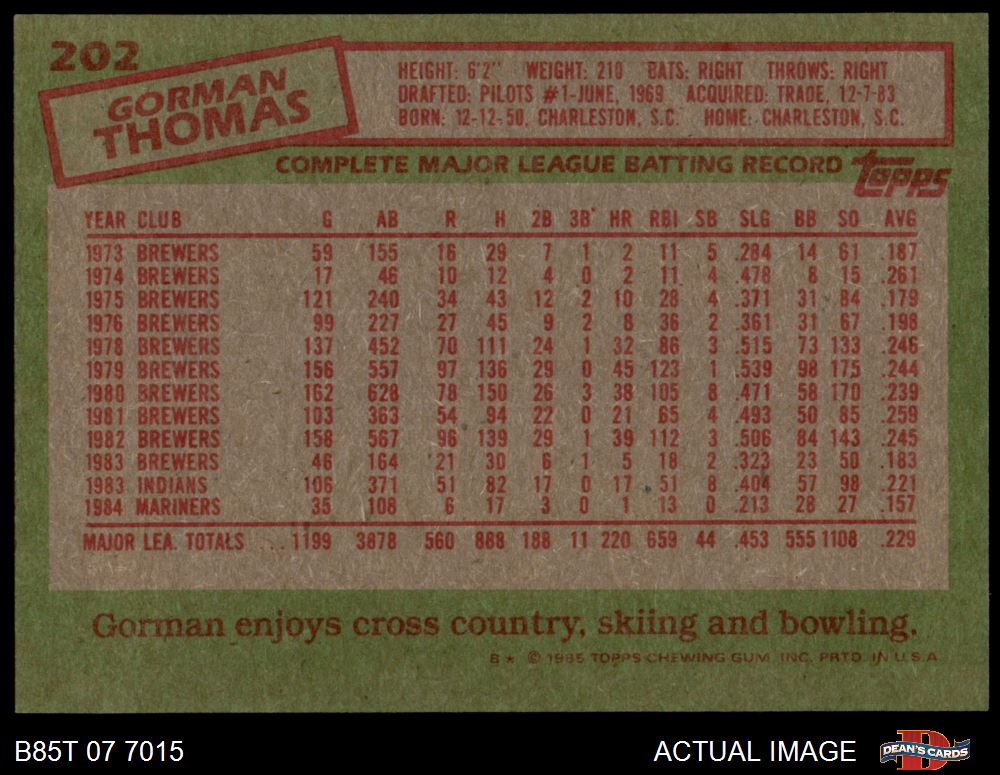 202
GORMAN
THOMAS
HEIGHT: 6'2" WEIGHT: 210 BATS: RIGHT THROWS: RIGHT
DRAFTED: PILOTS #1-JUNE, 1969 ACQUIRED: TRADE, 12-7-83
BORN: 12-12-50, CHARLESTON, S.C. HOME: CHARLESTON, S.C.
COMPLETE MAJOR LEAGUE BATTING RECORD topps
YEAR CLUB G AB R H 2B 3B HR RBI SB SLG BB SO AVG
1973 BREWERS 59 155 16 29 7 1 2 11 5 .284 14 61 .187
1974 BREWERS 17 46 10 12 4 0 2 11 4 .478 8 15 .261
1975 BREWERS 121 240 34 43 12 2 10 28 4 .371 31 84 .179
1976 BREWERS 99 227 27 45 9 2 8 36 2 .361 31 67 .198
1978 BREWERS 137 452 70 111 24 1 32 86 3 .515 73 133 .246
1979 BREWERS 156 557 97 136 29 0 45 123 1 .539 98 175 .244
1980 BREWERS 162 628 78 150 26 3 38 105 8 .471 58 170 .239
1981 BREWERS 103 363 54 94 22 0 21 65 4 .493 50 85 .259
1982 BREWERS 158 567 96 139 29 1 39 112 3 .506 84 143 .245
1983 BREWERS 46 164 21 30 6 1 5 18 2 .323 23 50 .183
1983 INDIANS 106 371 51 82 17 0 17 51 8 .404 57 98 .221
1984 MARINERS 35 108 6 17 3 0 1 13 0 .213 28 27 .157
MAJOR LEA. TOTALS ... 1199 3878 560 888 188 11 220 659 44 .453 555 1108 .229
Gorman enjoys cross country, skiing and bowling.
B* © 1985 TOPPS CHEWING GUM, INC. PRTD. IN U.S.A.
B85T 07 7015 ACTUAL IMAGE D DEAN'S CARDS